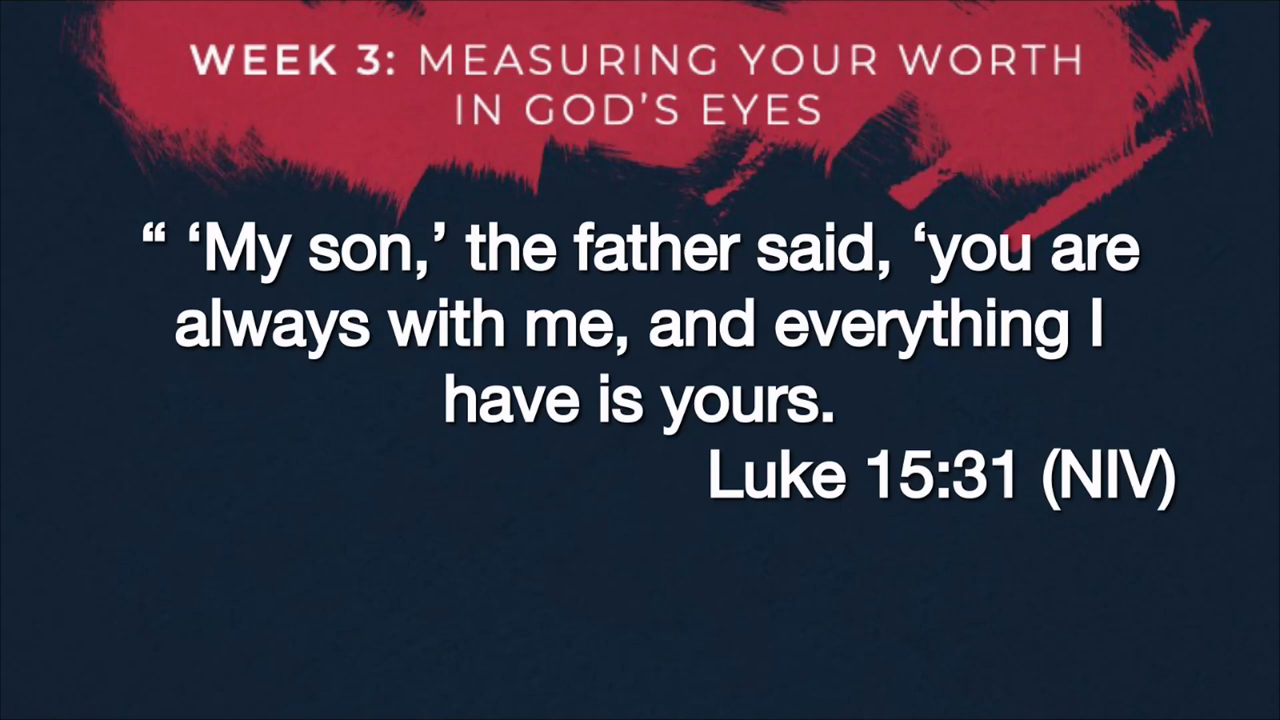 WEEK 3: MEASURING YOUR WORTH
IN GOD’S EYES
“ ‘My son,’ the father said, ‘you are
always with me, and everything I
have is yours.
Luke 15:31 (NIV)